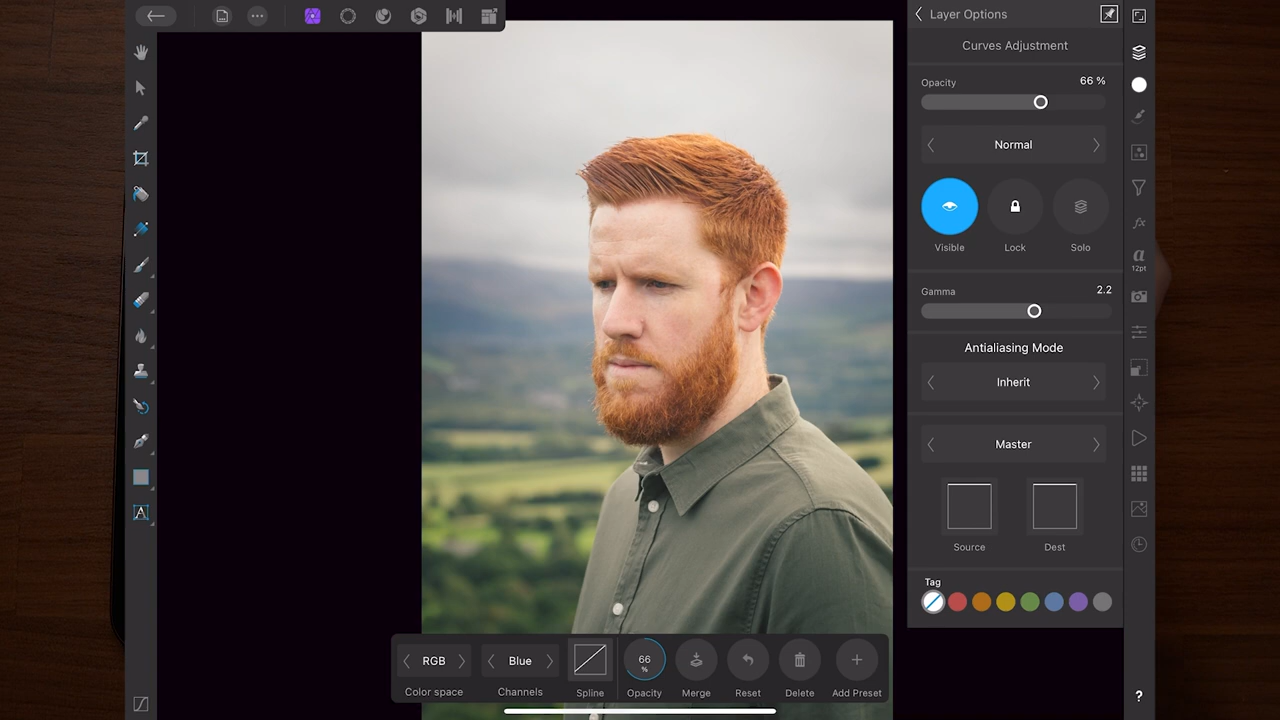 Layer Options
Curves Adjustment
Opacity
66 %
Normal
Visible
Lock
Solo
Gamma
2.2
Antialiasing Mode
Inherit
Master
Source
Dest
Tag
a
12pt
fx
A
RGB
Blue
66
%
Color space
Channels
Spline
Opacity
Merge
Reset
Delete
Add Preset
?